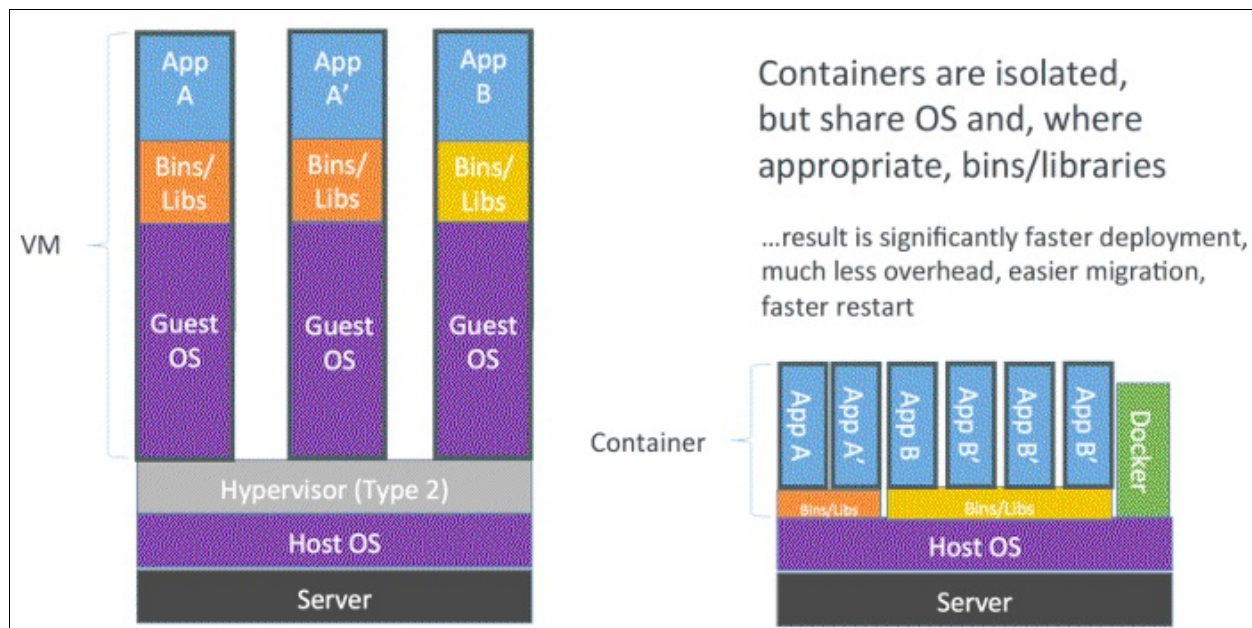 App
A
App
A’
App
B
Bins/
Libs
Bins/
Libs
Bins/
Libs
VM
Guest
OS
Guest
OS
Guest
OS
Hypervisor (Type 2)
Host OS
Server
Containers are isolated,
but share OS and, where
appropriate, bins/libraries
...result is significantly faster deployment,
much less overhead, easier migration,
faster restart
Container
App A
App A’
App B
App B’
App B’
App B’
Docker
Bins/Libs
Bins/Libs
Host OS
Server